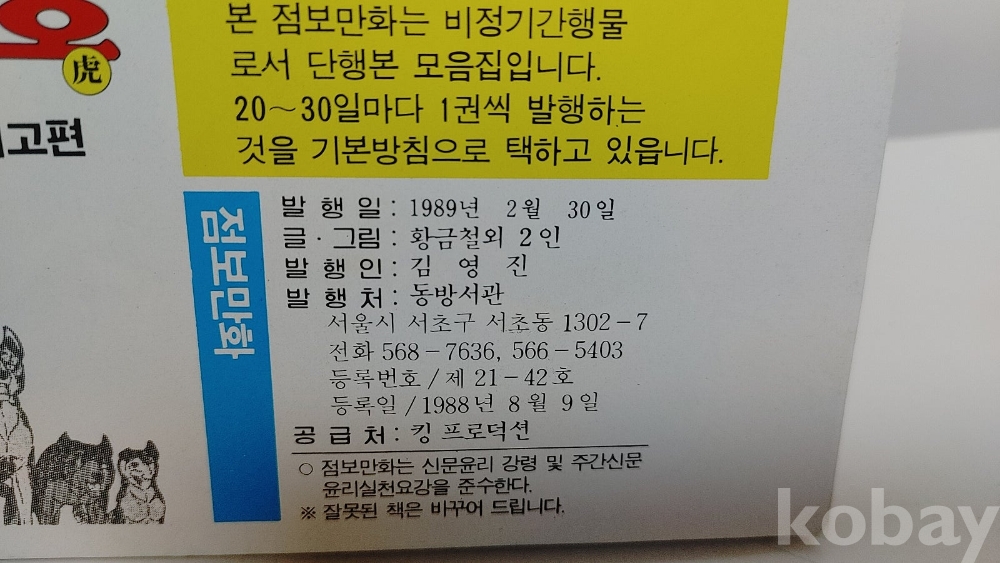 호
虎
고편
본 점보만화는 비정기간행물
로서 단행본 모음집입니다.
20～30일마다 1권씩 발행하는
것을 기본방침으로 택하고 있읍니다.
점보만화
발 행 일 : 1989년 2월 30일
글·그림 : 황금철외 2인
발 행 인 : 김 영 진
발 행 처 : 동방서관
서울시 서초구 서초동 1302-7
전화 568-7636, 566-5403
등록번호 / 제 21-42호
등록일 / 1988년 8월 9일
공 급 처 : 킹 프로덕션
○ 점보만화는 신문윤리 강령 및 주간신문
윤리실천요강을 준수한다.
※ 잘못된 책은 바꾸어 드립니다.
kobay